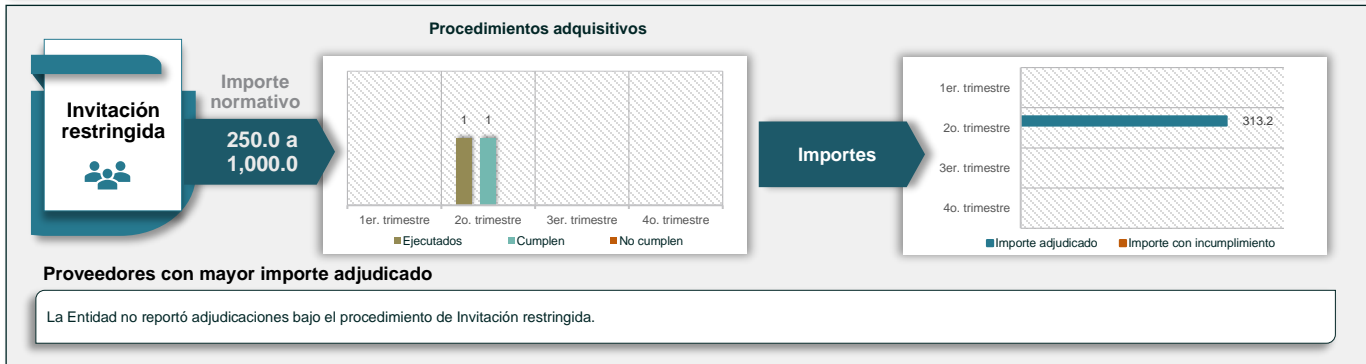 Procedimientos adquisitivos
Invitación
restringida
Importe
normativo
250.0 a
1,000.0
1 1
1er. trimestre 2o. trimestre 3er. trimestre 4o. trimestre
Ejecutados Cumplen No cumplen
Importes
1er. trimestre
2o. trimestre 313.2
3er. trimestre
4o. trimestre
Importe adjudicado Importe con incumplimiento
Proveedores con mayor importe adjudicado
La Entidad no reportó adjudicaciones bajo el procedimiento de Invitación restringida.